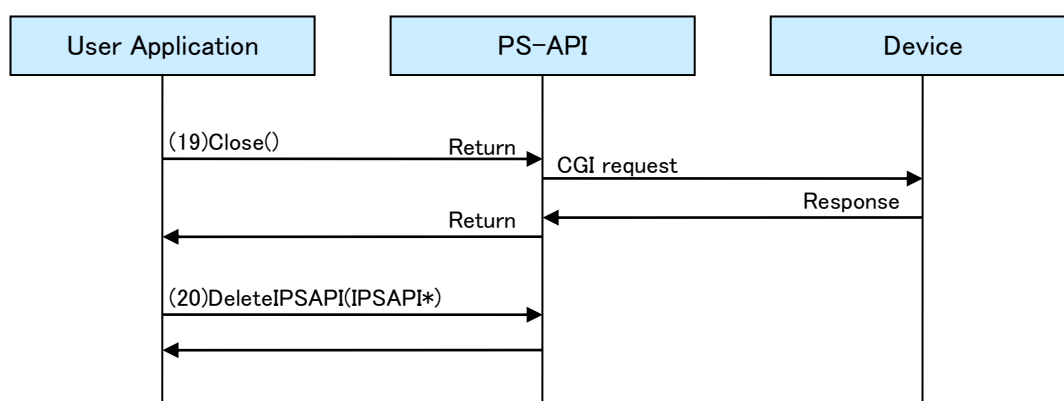 User Application
PS-API
Device
(19)Close()
Return
CGI request
Response
Return
(20)DeleteIPSAPI(IPSAPI*)